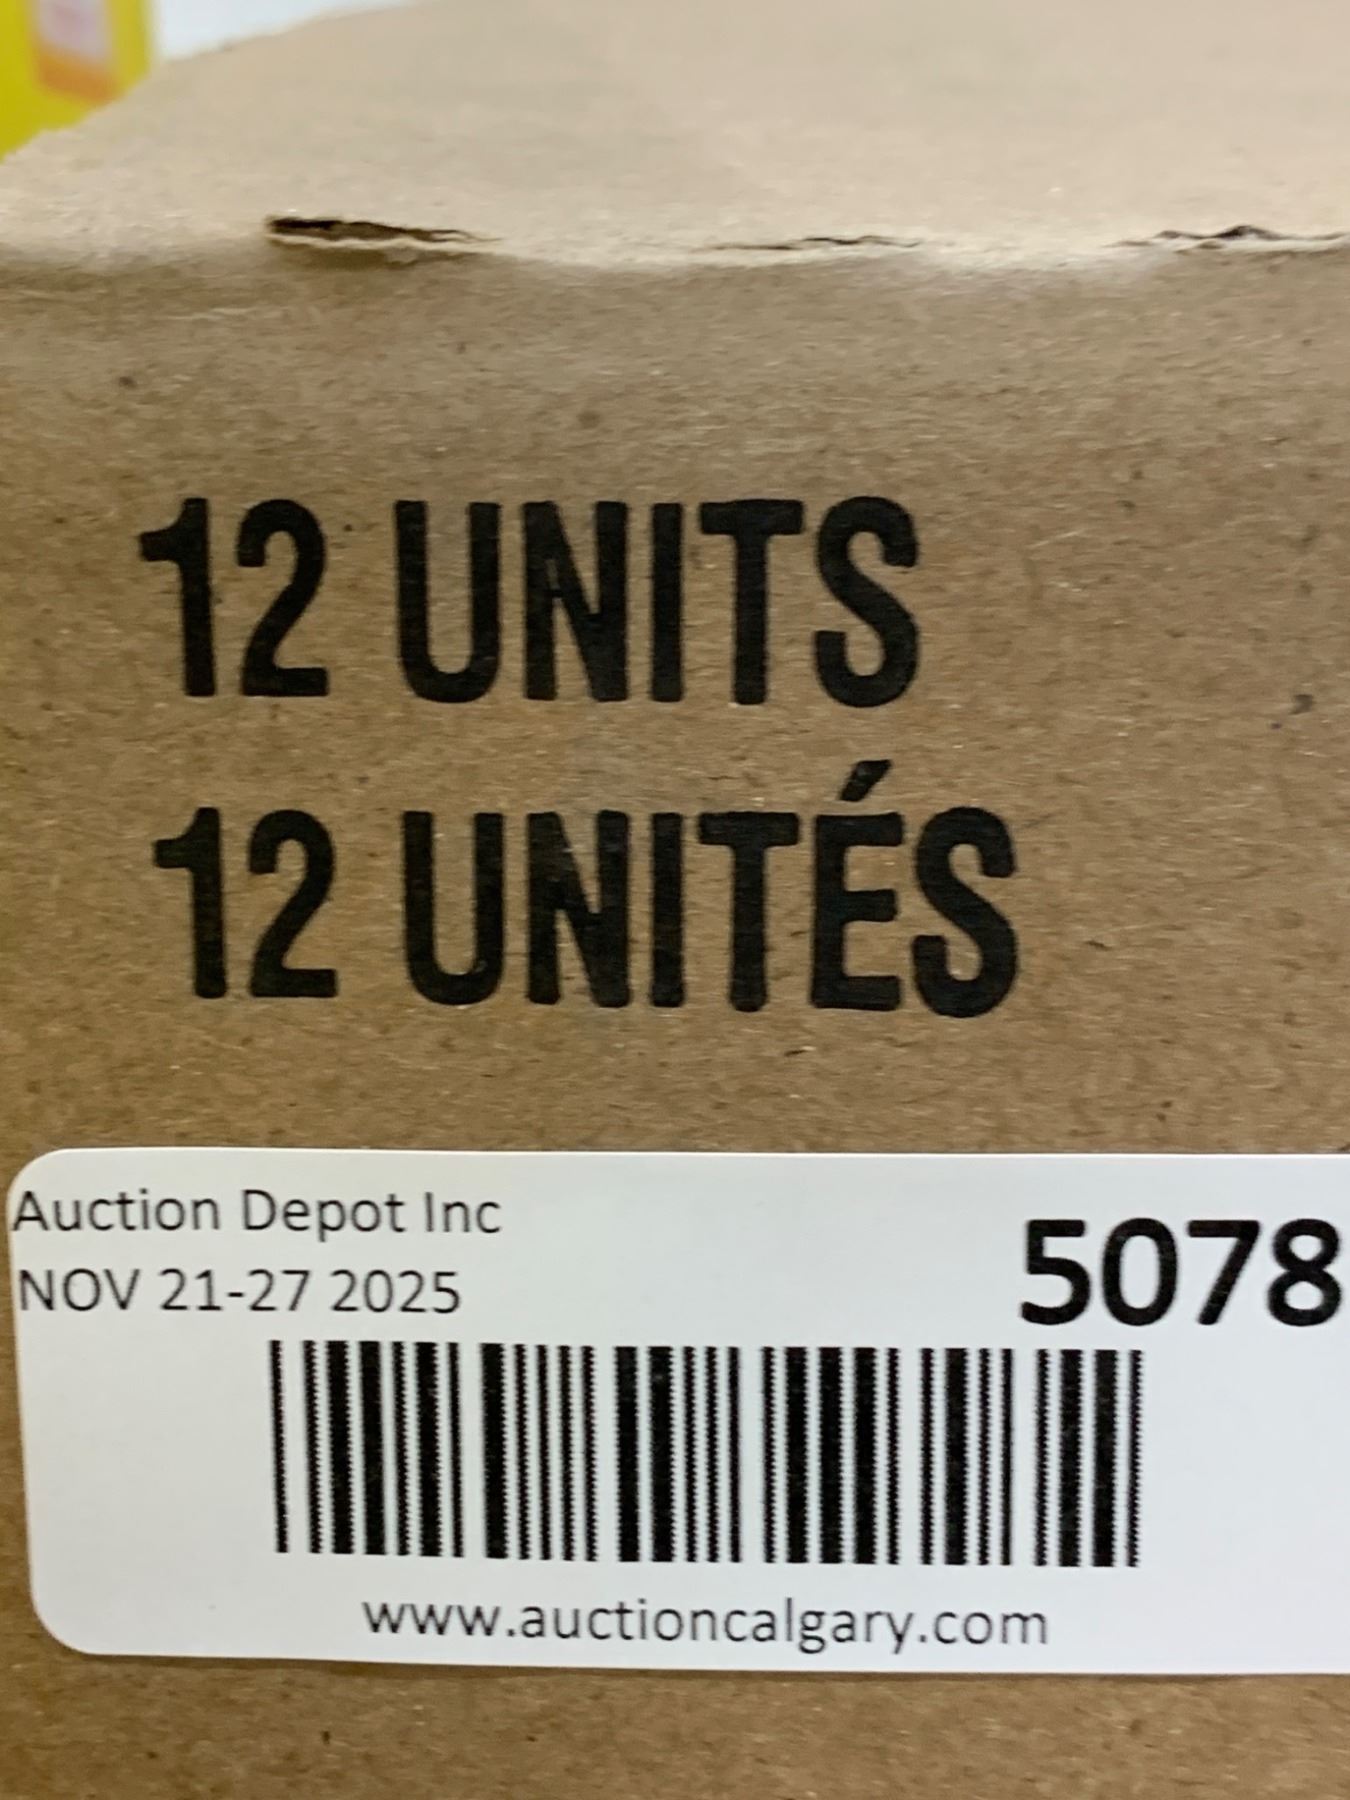 12 UNITS
12 UNITÉS
Auction Depot Inc
5078
NOV 21-27 2025
www.auctioncalgary.com